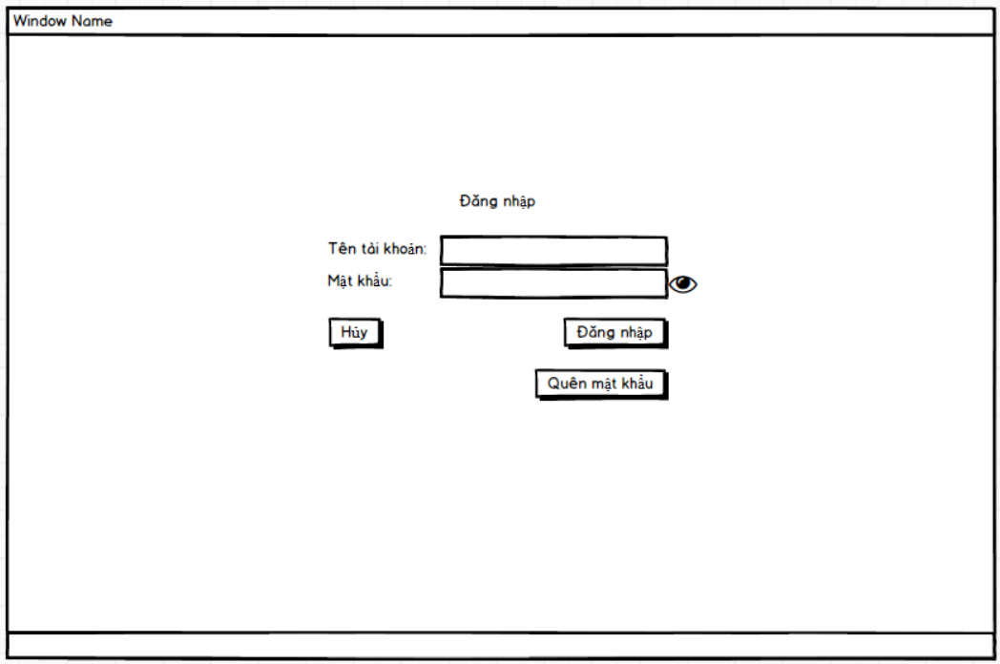 Window Name
Đăng nhập
Tên tài khoản:
Mật khẩu:
Hủy
Đăng nhập
Quên mật khẩu